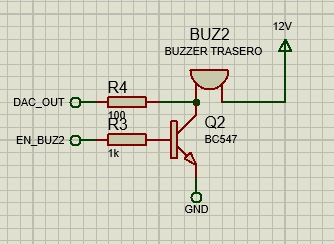 12V
BUZ2
BUZZER TRASERO
R4
DAC_OUT
100
R3
Q2
EN_BUZ2
1k
BC547
GND